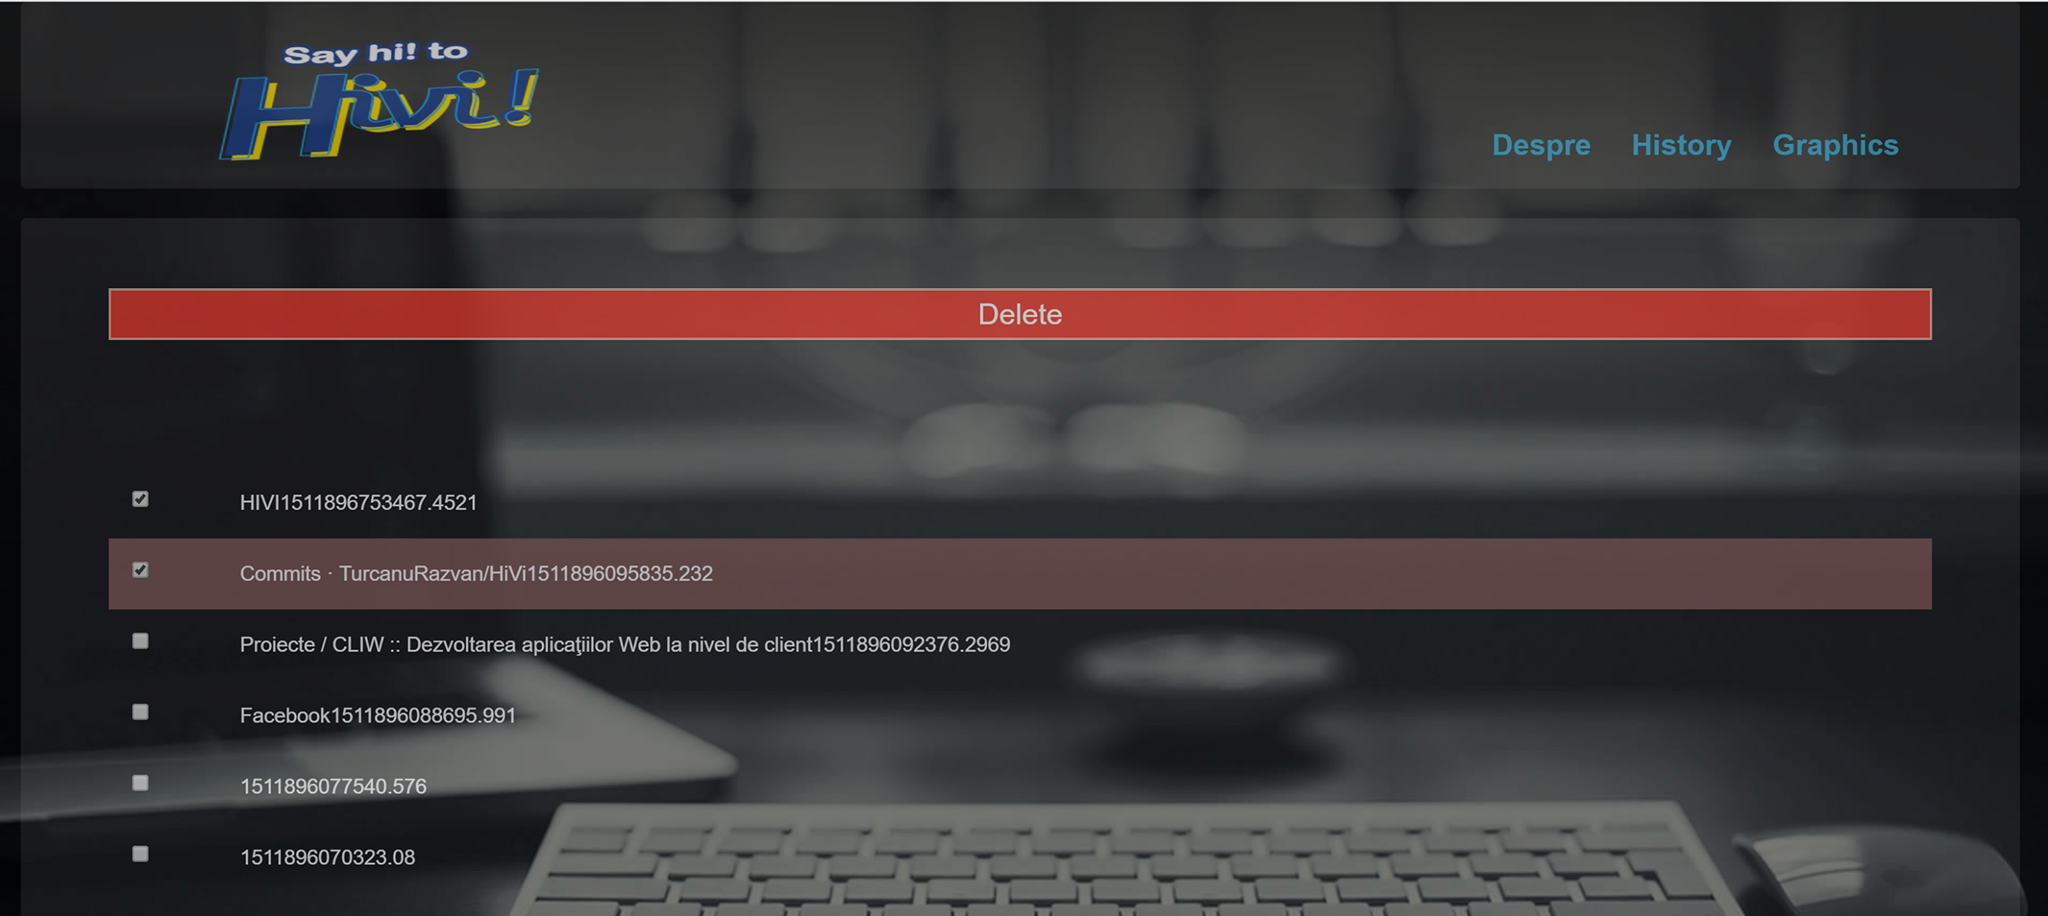 Say hi! to
Hivi!
Despre History Graphics
Delete
HIVI1511896753467.4521
Commits · TurcanuRazvan/HiVi1511896095835.232
Proiecte / CLIW :: Dezvoltarea aplicaţiilor Web la nivel de client1511896092376.2969
Facebook1511896088695.991
1511896077540.576
1511896070323.08